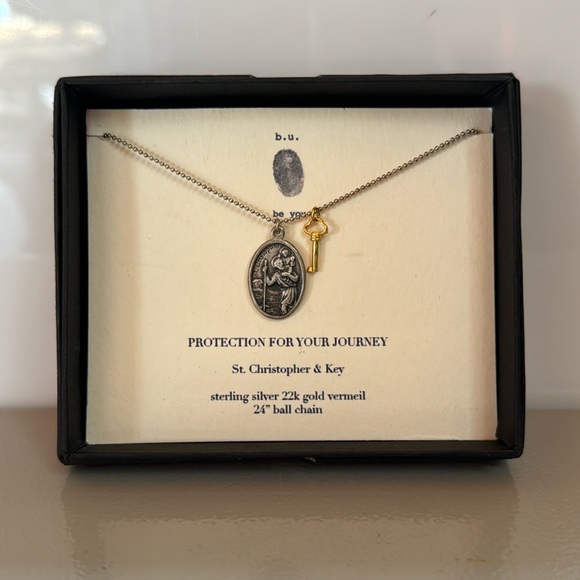 b.u.
be you
PROTECTION FOR YOUR JOURNEY
St. Christopher & Key
sterling silver 22k gold vermeil
24” ball chain